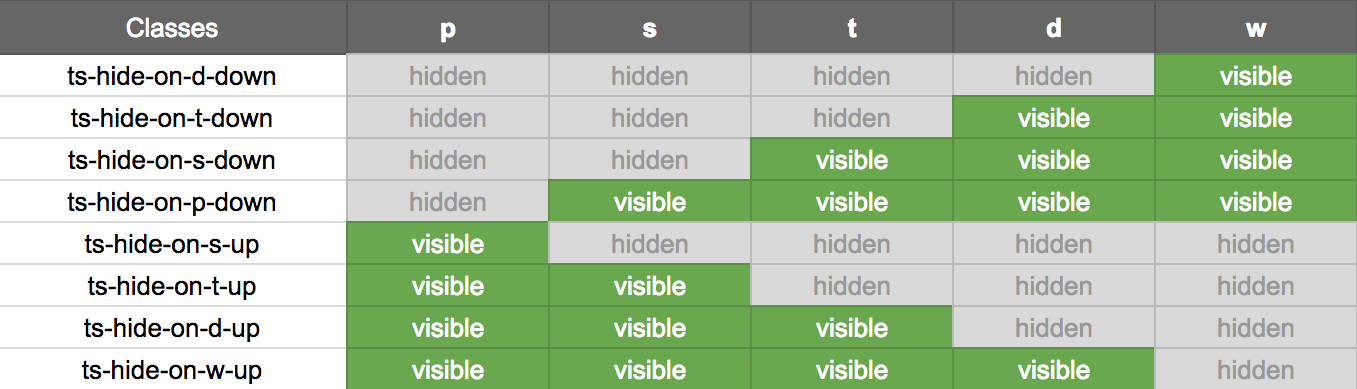 Classes p s t d w
ts-hide-on-d-down hidden hidden hidden hidden visible
ts-hide-on-t-down hidden hidden hidden visible visible
ts-hide-on-s-down hidden hidden visible visible visible
ts-hide-on-p-down hidden visible visible visible visible
ts-hide-on-s-up visible hidden hidden hidden hidden
ts-hide-on-t-up visible visible hidden hidden hidden
ts-hide-on-d-up visible visible visible hidden hidden
ts-hide-on-w-up visible visible visible visible hidden